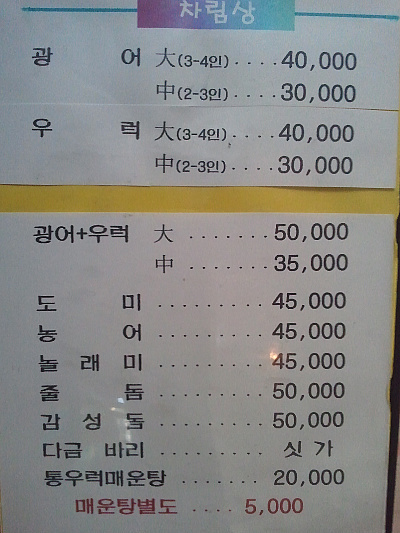 차림상
광 어 大(3-4인) .... 40,000
中(2-3인) ..... 30,000
우 럭 大(3-4인) .... 40,000
中(2-3인) ..... 30,000
광어+우럭 大 ....... 50,000
中 ....... 35,000
도 미 ......... 45,000
농 어 ......... 45,000
놀 래 미 ......... 45,000
줄 돔 ......... 50,000
감 성 돔 ......... 50,000
다금 바리 ......... 싯 가
통우럭매운탕 ....... 20,000
매운탕별도 .... 5,000